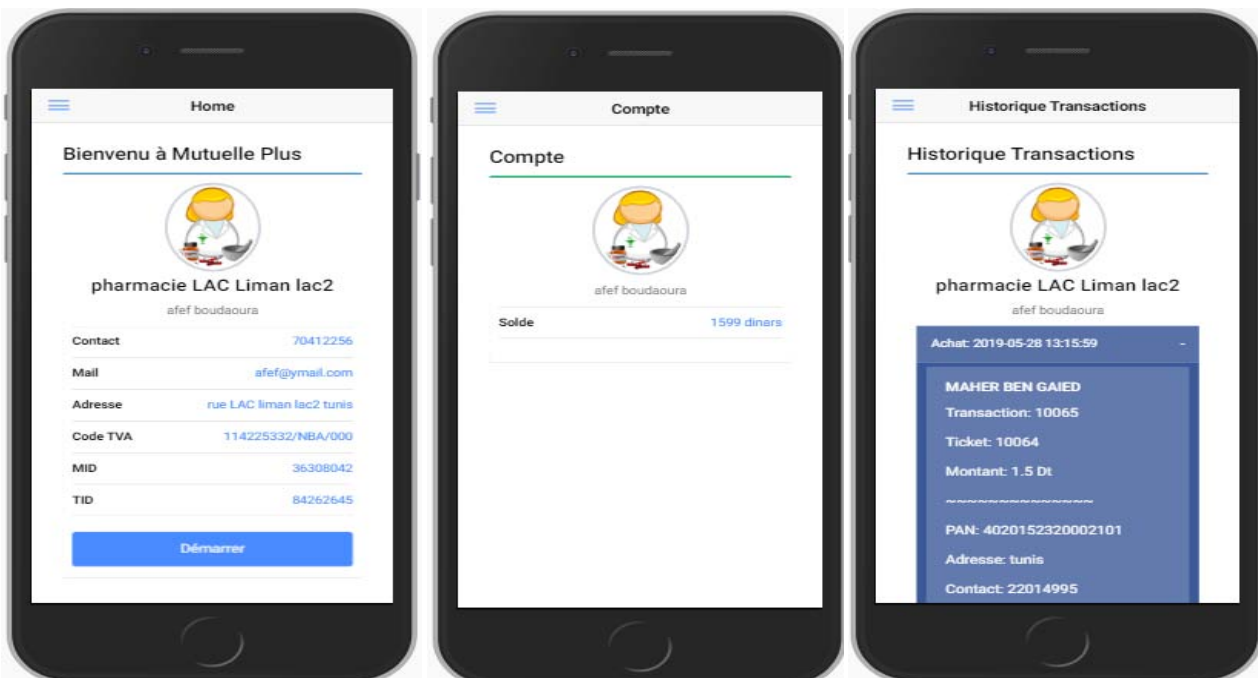 Home
Bienvenu à Mutuelle Plus
pharmacie LAC Liman lac2
afef boudaoura
Contact 70412256
Mail afef@ymail.com
Adresse rue LAC liman lac2 tunis
Code TVA 114225332/NBA/000
MID 36308042
TID 84262645
Démarrer
Compte
Compte
afef boudaoura
Solde 1599 dinars
Historique Transactions
Historique Transactions
pharmacie LAC Liman lac2
afef boudaoura
Achat: 2019-05-28 13:15:59 -
MAHER BEN GAIED
Transaction: 10065
Ticket: 10064
Montant: 1.5 Dt
~~~~~~~~~~~~~~
PAN: 4020152320002101
Adresse: tunis
Contact: 22014995